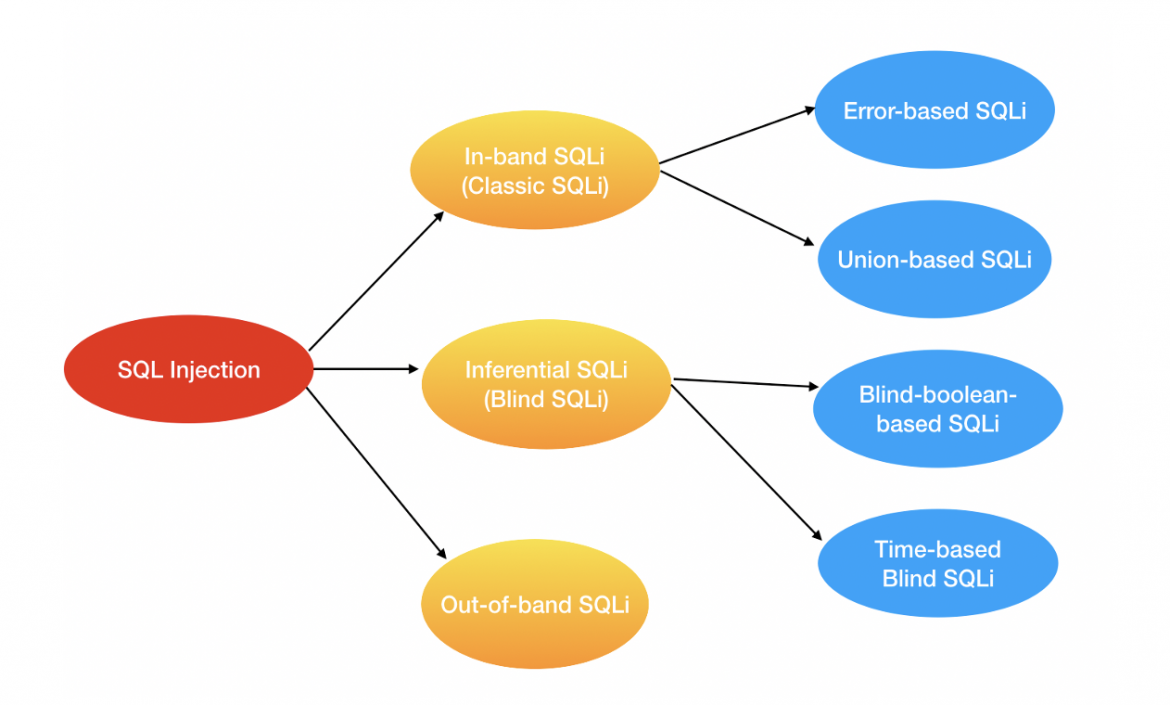 SQL Injection
In-band SQLi
(Classic SQLi)
Error-based SQLi
Union-based SQLi
Inferential SQLi
(Blind SQLi)
Blind-boolean-
based SQLi
Time-based
Blind SQLi
Out-of-band SQLi